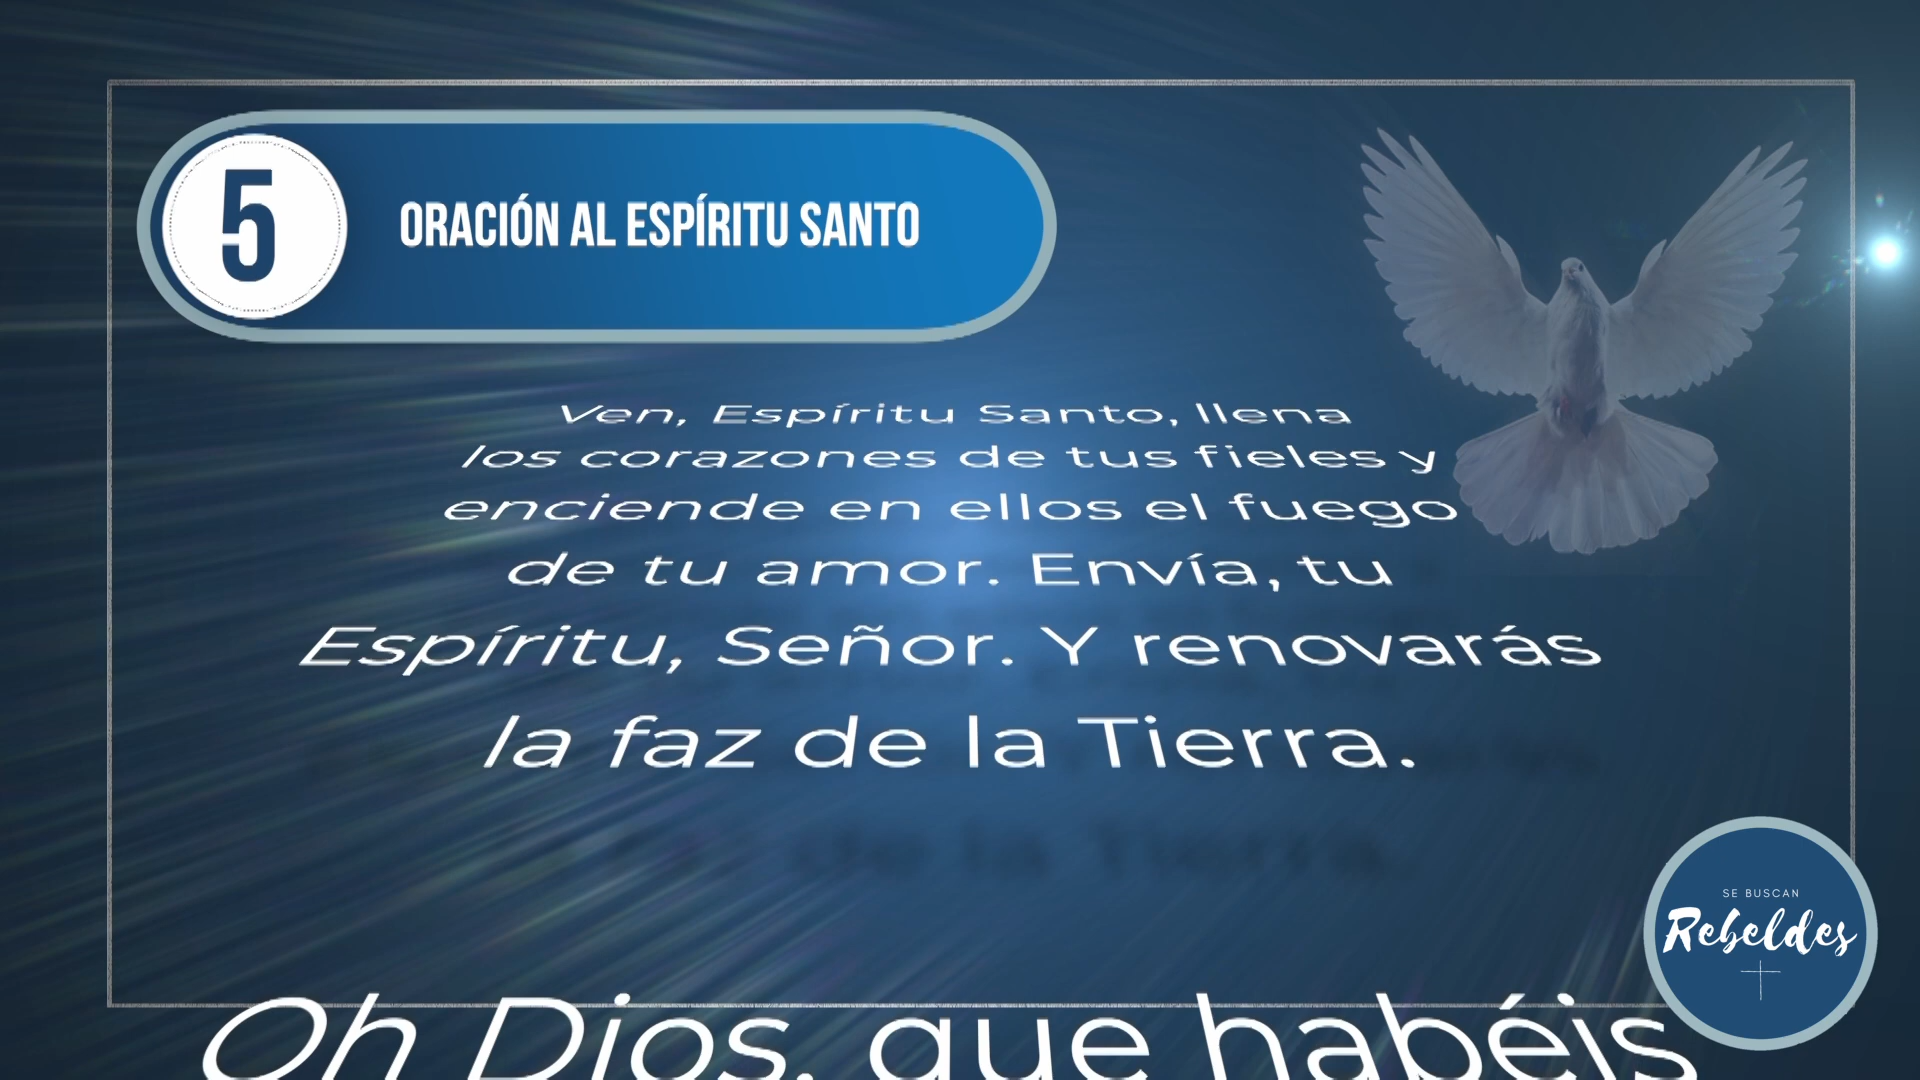 5
ORACIÓN AL ESPÍRITU SANTO
Ven, Espíritu Santo, llena
los corazones de tus fieles y
enciende en ellos el fuego
de tu amor. Envía, tu
Espíritu, Señor. Y renovarás
la faz de la Tierra.
Oh Dios, que habéis
SE BUSCAN
Rebeldes